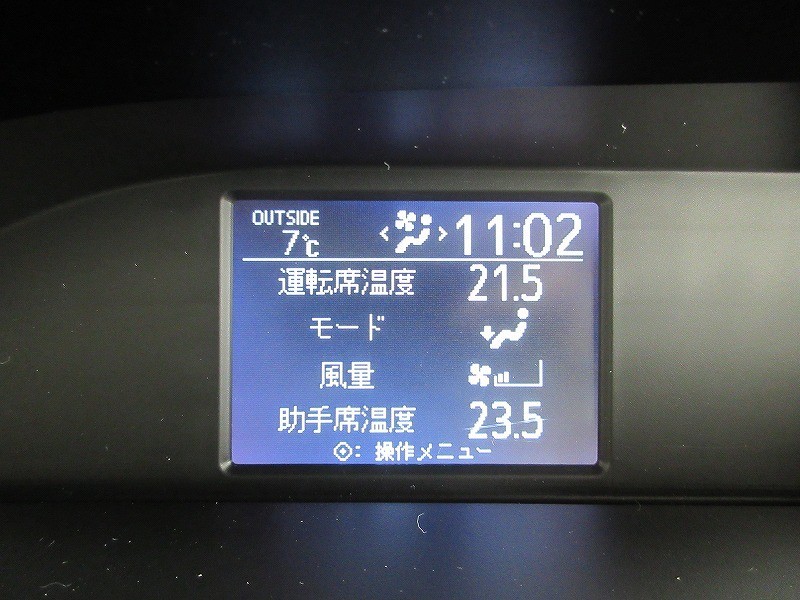 OUTSIDE
7℃ < > 11:02
運転席温度 21.5
モード
風量
助手席温度 23.5
: 操作メニュー